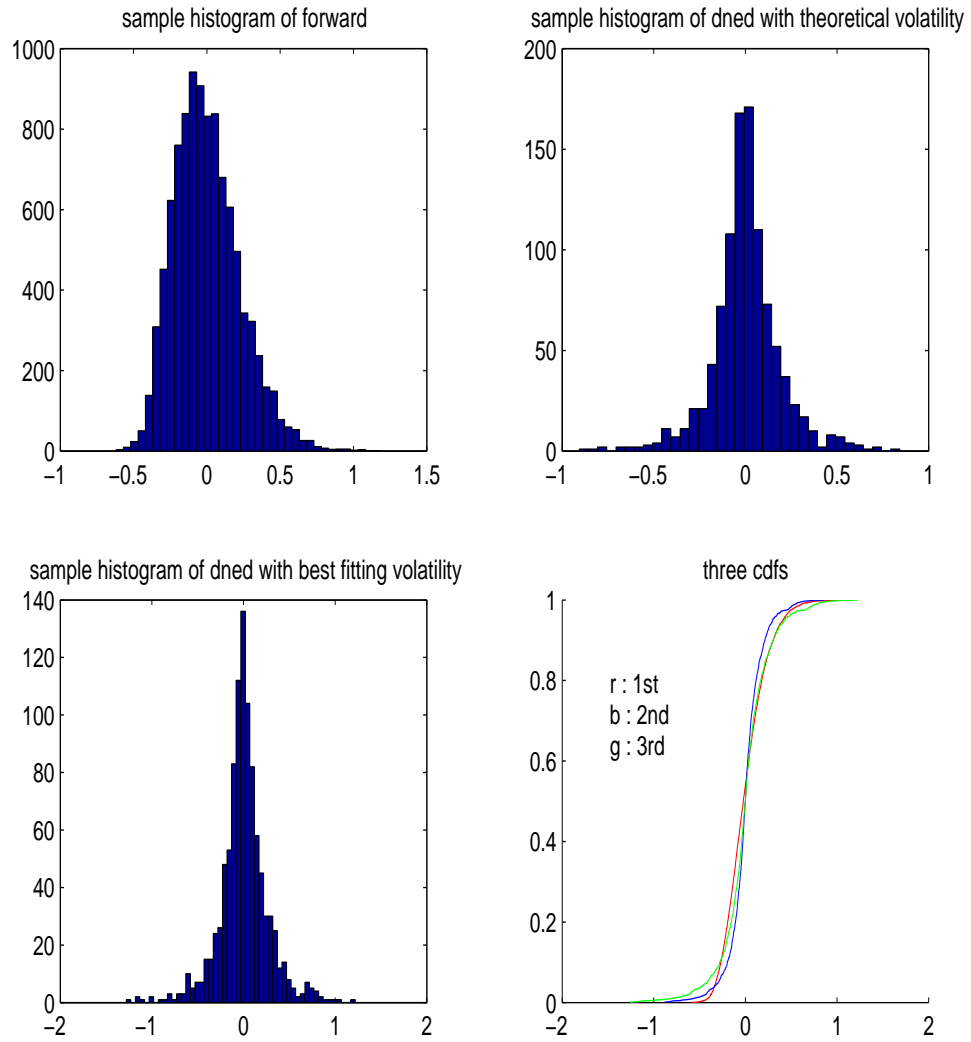 sample histogram of forward
1000
800
600
400
200
0
−1 −0.5 0 0.5 1 1.5
sample histogram of dned with theoretical volatility
200
150
100
50
0
−1 −0.5 0 0.5 1
sample histogram of dned with best fitting volatility
140
120
100
80
60
40
20
0
−2 −1 0 1 2
three cdfs
1
0.8
0.6
0.4
0.2
0
r : 1st
b : 2nd
g : 3rd
−2 −1 0 1 2